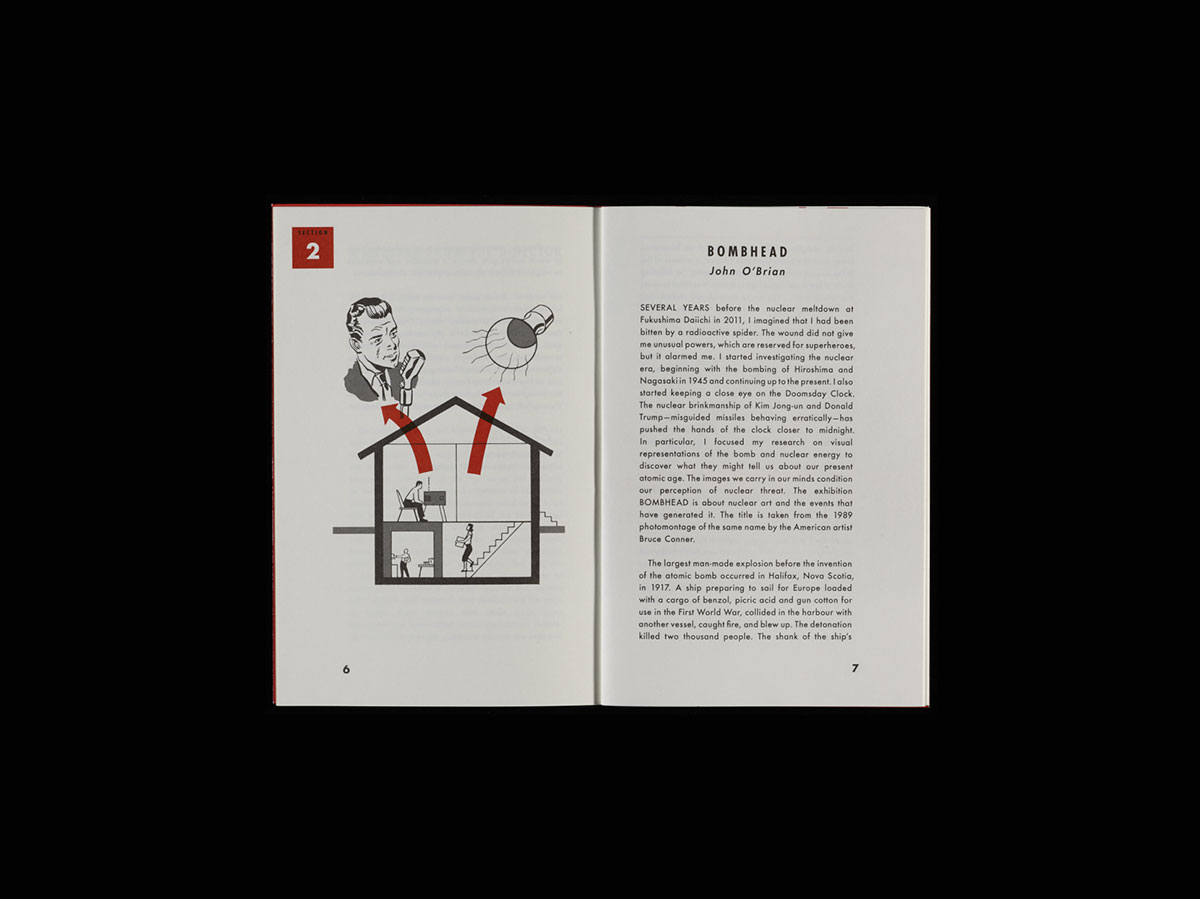 SECTION
2
6
BOMBHEAD
John O'Brian
SEVERAL YEARS before the nuclear meltdown at
Fukushima Daiichi in 2011, I imagined that I had been
bitten by a radioactive spider. The wound did not give
me unusual powers, which are reserved for superheroes,
but it alarmed me. I started investigating the nuclear
era, beginning with the bombing of Hiroshima and
Nagasaki in 1945 and continuing up to the present. I also
started keeping a close eye on the Doomsday Clock.
The nuclear brinkmanship of Kim Jong-un and Donald
Trump—misguided missiles behaving erratically—has
pushed the hands of the clock closer to midnight.
In particular, I focused my research on visual
representations of the bomb and nuclear energy to
discover what they might tell us about our present
atomic age. The images we carry in our minds condition
our perception of nuclear threat. The exhibition
BOMBHEAD is about nuclear art and the events that
have generated it. The title is taken from the 1989
photomontage of the same name by the American artist
Bruce Conner.
The largest man-made explosion before the invention
of the atomic bomb occurred in Halifax, Nova Scotia,
in 1917. A ship preparing to sail for Europe loaded
with a cargo of benzol, picric acid and gun cotton for
use in the First World War, collided in the harbour with
another vessel, caught fire, and blew up. The detonation
killed two thousand people. The shank of the ship's
7